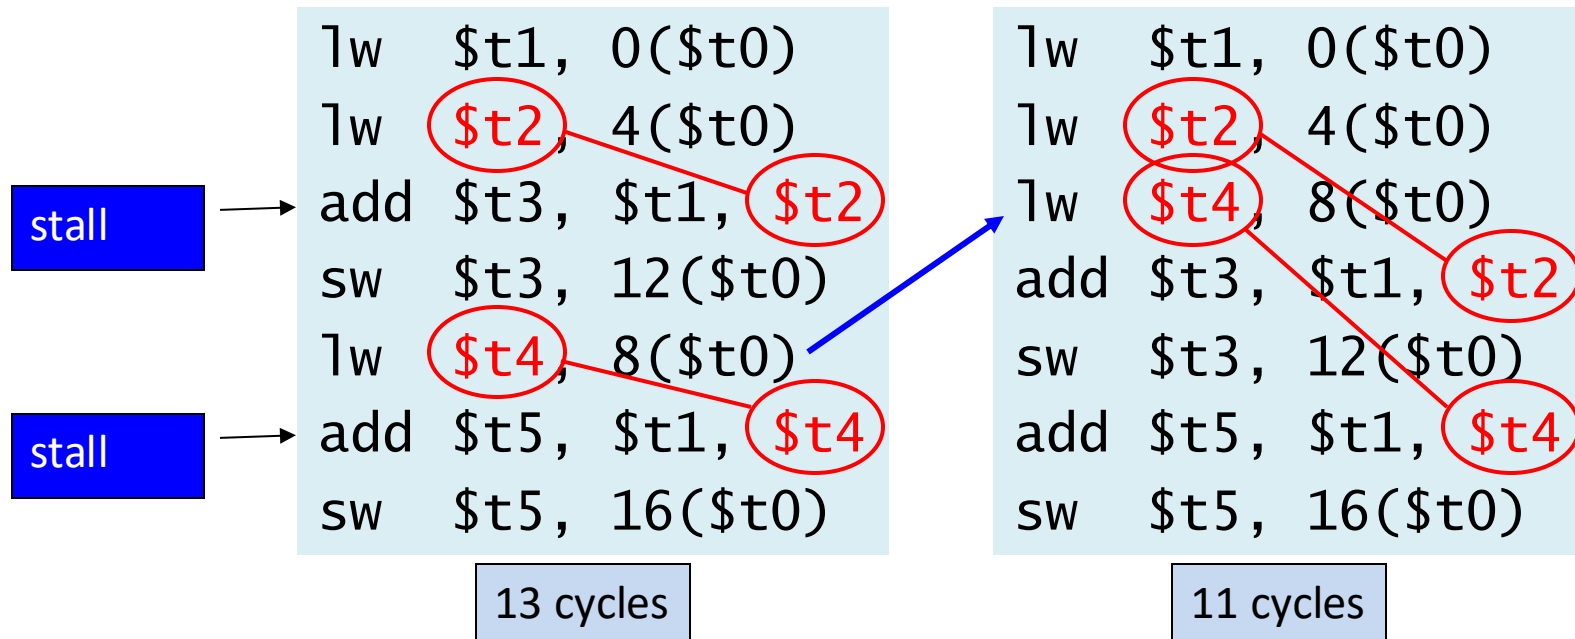 lw $t1, 0($t0)
lw $t2, 4($t0)
stall
add $t3, $t1, $t2
sw $t3, 12($t0)
lw $t4, 8($t0)
stall
add $t5, $t1, $t4
sw $t5, 16($t0)
13 cycles
lw $t1, 0($t0)
lw $t2, 4($t0)
lw $t4, 8($t0)
add $t3, $t1, $t2
sw $t3, 12($t0)
add $t5, $t1, $t4
sw $t5, 16($t0)
11 cycles